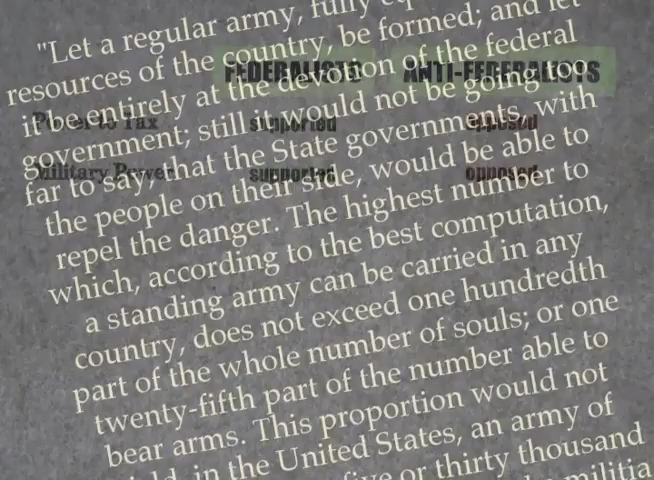 "Let a regular army, fully
resources of the country, be formed; and let
it be entirely at the devotion of the federal
government; still it would not be going too
far to say, that the State governments, with
the people on their side, would be able to
repel the danger. The highest number to
which, according to the best computation,
a standing army can be carried in any
country, does not exceed one hundredth
part of the whole number of souls; or one
twenty-fifth part of the number able to
bear arms. This proportion would not
in the United States, an army of
or thirty thousand
militia
FEDERALISTS ANTI-FEDERALISTS
Power to Tax supported opposed
Military Power supported opposed